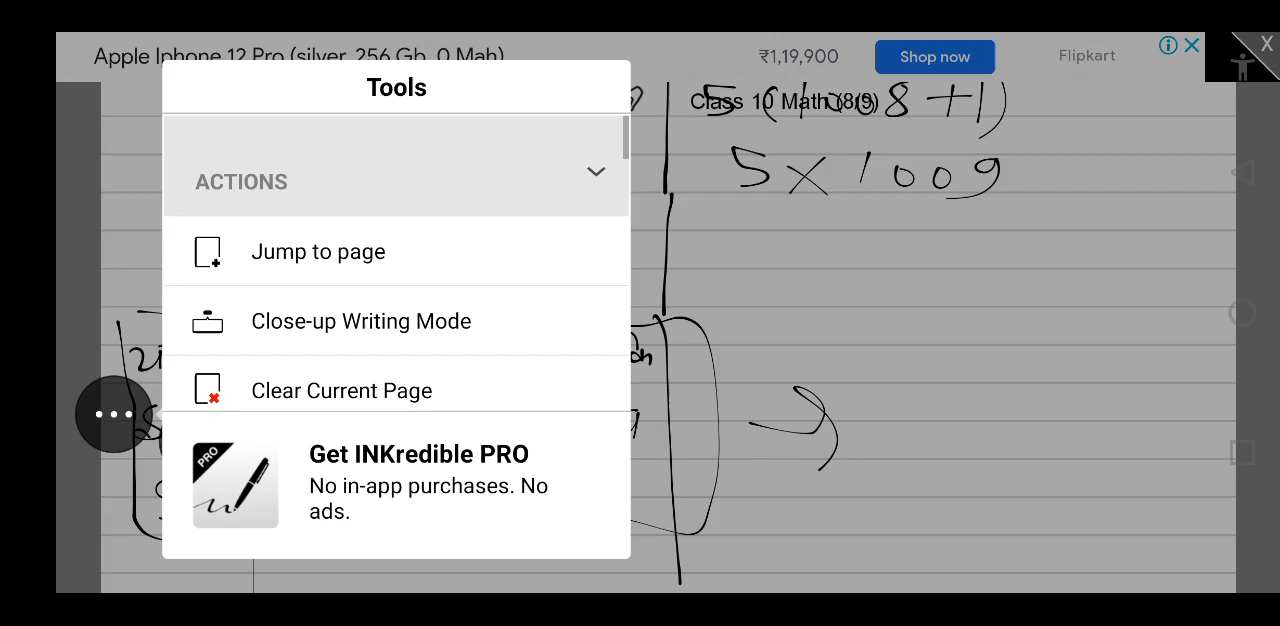 Apple Iphone 12 Pro (silver, 256 Gb, 0 Mah)
₹1,19,900
Shop now
Flipkart
X
Tools
Class 10 Math (8/9)
5 (1008+1)
5 × 1009
ACTIONS
Jump to page
Close-up Writing Mode
Clear Current Page
PRO
Get INKredible PRO
No in-app purchases. No
ads.